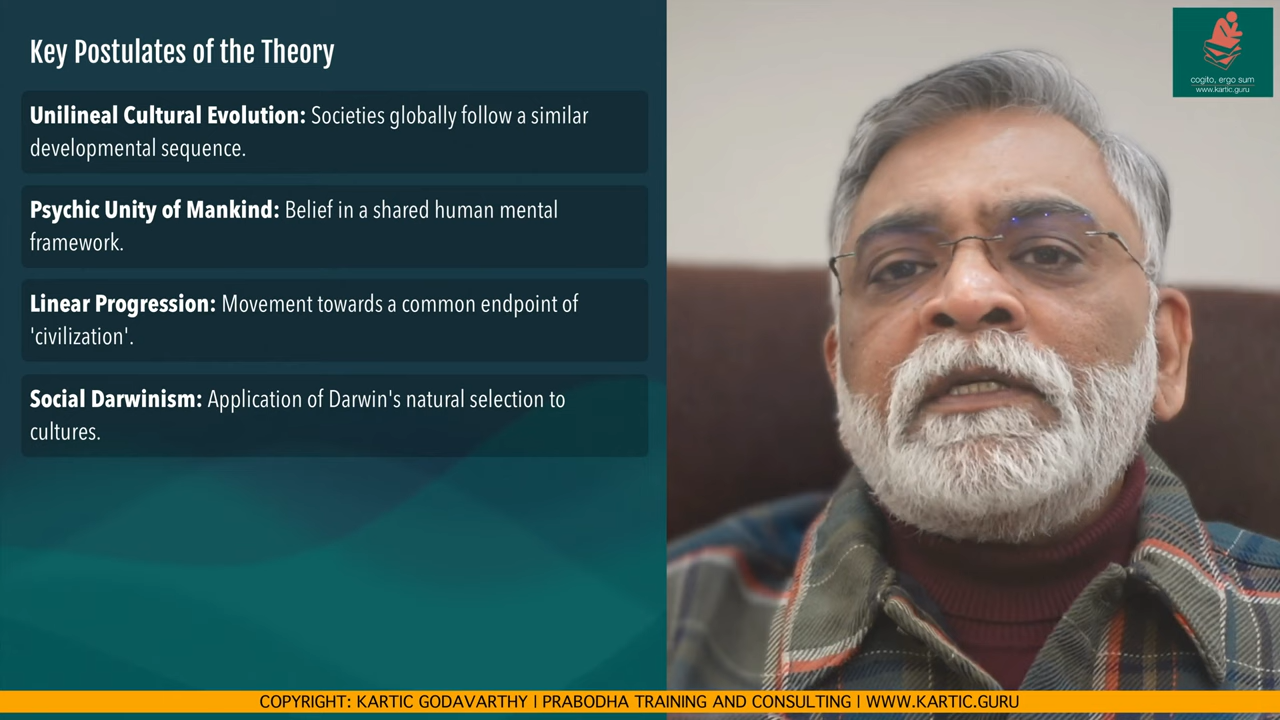 Key Postulates of the Theory
Unilineal Cultural Evolution: Societies globally follow a similar
developmental sequence.
Psychic Unity of Mankind: Belief in a shared human mental
framework.
Linear Progression: Movement towards a common endpoint of
'civilization'.
Social Darwinism: Application of Darwin's natural selection to
cultures.
cogito, ergo sum
www.kartic.guru
COPYRIGHT: KARTIC GODAVARTHY | PRABODHA TRAINING AND CONSULTING | WWW.KARTIC.GURU